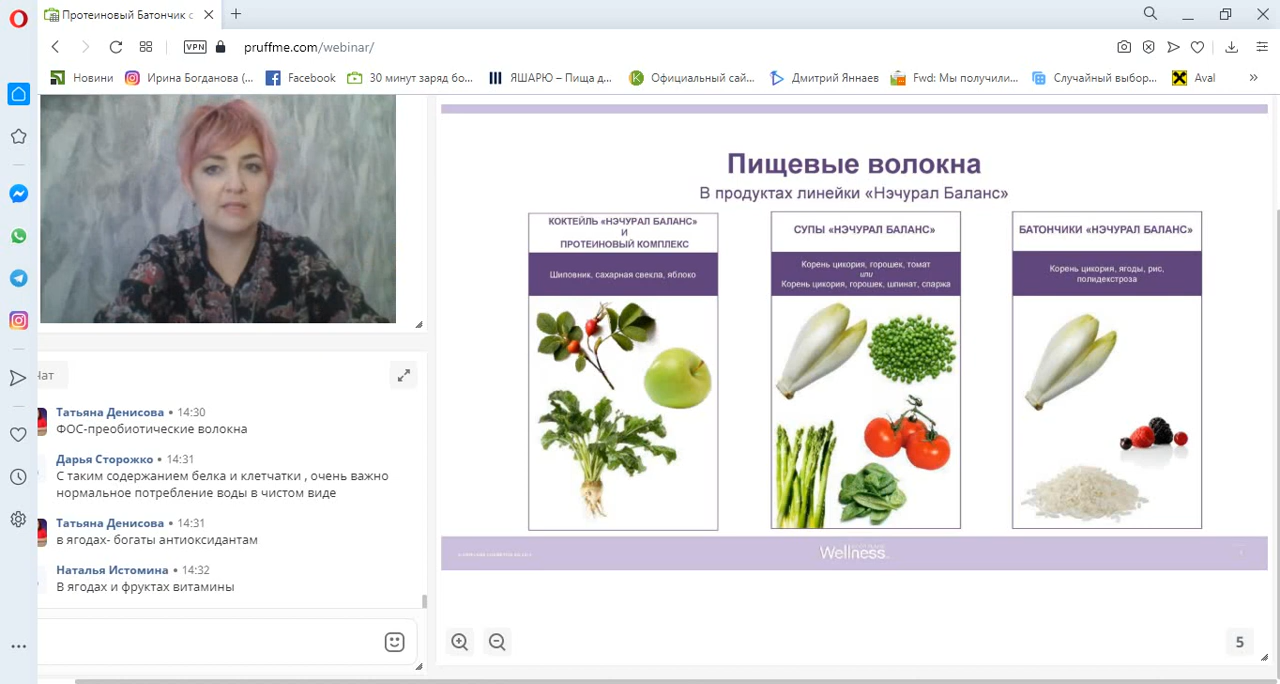 Протеиновый Батончик с
VPN
pruffme.com/webinar/
Новини
Ирина Богданова (...
Facebook
30 минут заряд бо...
ЯШАРЮ – Пища д...
Официальный сай...
Дмитрий Яннаев
Fwd: Мы получили...
Случайный выбор...
Aval
Пищевые волокна
В продуктах линейки «Нэчурал Баланс»
КОКТЕЙЛЬ «НЭЧУРАЛ БАЛАНС»
И
ПРОТЕИНОВЫЙ КОМПЛЕКС
Шиповник, сахарная свекла, яблоко
СУПЫ «НЭЧУРАЛ БАЛАНС»
Корень цикория, горошек, томат
или
Корень цикория, горошек, шпинат, спаржа
БАТОНЧИКИ «НЭЧУРАЛ БАЛАНС»
Корень цикория, ягоды, рис,
полидекстроза
Wellness
5
Чат
Татьяна Денисова • 14:30
ФОС-преобиотические волокна
Дарья Сторожко • 14:31
С таким содержанием белка и клетчатки , очень важно
нормальное потребление воды в чистом виде
Татьяна Денисова • 14:31
в ягодах- богаты антиоксидантам
Наталья Истомина • 14:32
В ягодах и фруктах витамины